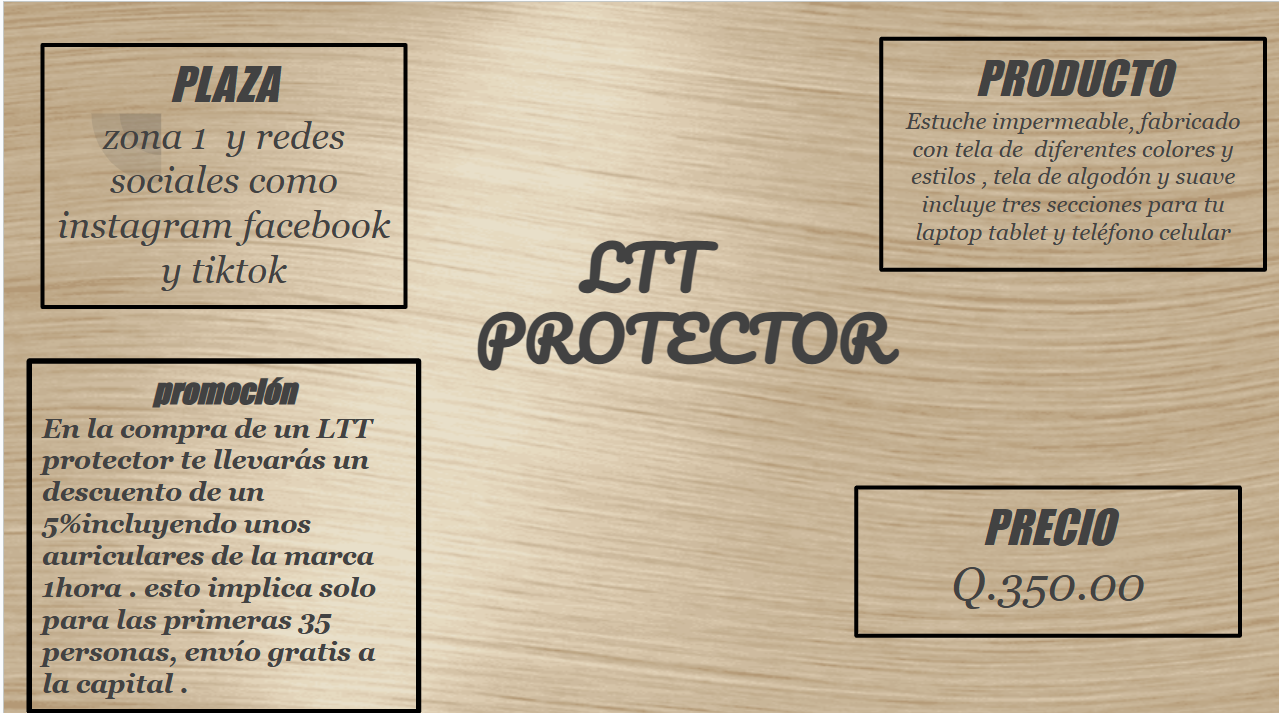 PLAZA
zona 1 y redes
sociales como
instagram facebook
y tiktok
PRODUCTO
Estuche impermeable, fabricado
con tela de diferentes colores y
estilos , tela de algodón y suave
incluye tres secciones para tu
laptop tablet y teléfono celular
LTT
PROTECTOR
promoción
En la compra de un LTT
protector te llevarás un
descuento de un
5%incluyendo unos
auriculares de la marca
1hora . esto implica solo
para las primeras 35
personas, envío gratis a
la capital .
PRECIO
Q.350.00